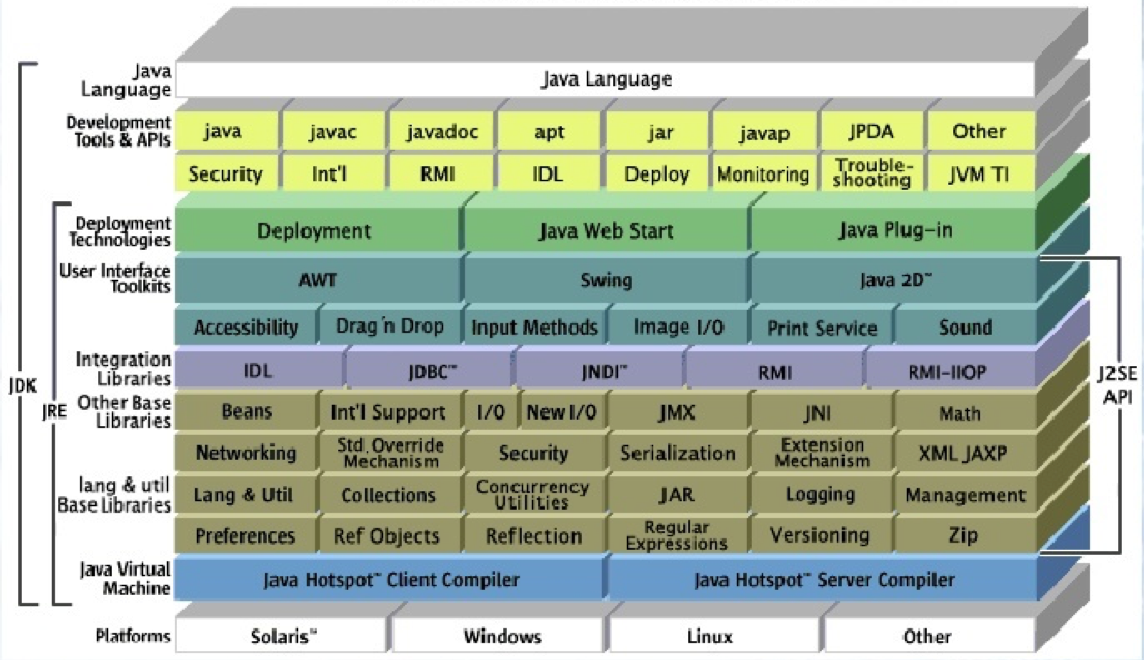 Java Language
Java Language
Development Tools & APIs
java javac javadoc apt jar javap JPDA Other
Security Int'l RMI IDL Deploy Monitoring Trouble-shooting JVM TI
Deployment Technologies
Deployment Java Web Start Java Plug-in
User Interface Toolkits
AWT Swing Java 2D™
Accessibility Drag'n Drop Input Methods Image I/O Print Service Sound
Integration Libraries
IDL JDBC™ JNDI™ RMI RMI-IIOP
JDK
JRE
J2SE API
Other Base Libraries
Beans Int'l Support I/O New I/O JMX JNI Math
Networking Std. Override Mechanism Security Serialization Extension Mechanism XML JAXP
lang & util Base Libraries
Lang & Util Collections Concurrency Utilities JAR Logging Management
Preferences Ref Objects Reflection Regular Expressions Versioning Zip
Java Virtual Machine
Java Hotspot™ Client Compiler Java Hotspot™ Server Compiler
Platforms
Solaris™ Windows Linux Other